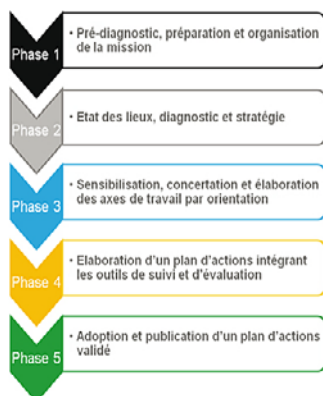 Phase 1
• Pré-diagnostic, préparation et organisation
de la mission
Phase 2
• Etat des lieux, diagnostic et stratégie
Phase 3
• Sensibilisation, concertation et élaboration
des axes de travail par orientation
Phase 4
• Elaboration d'un plan d'actions intégrant
les outils de suivi et d'évaluation
Phase 5
• Adoption et publication d'un plan d'actions
validé